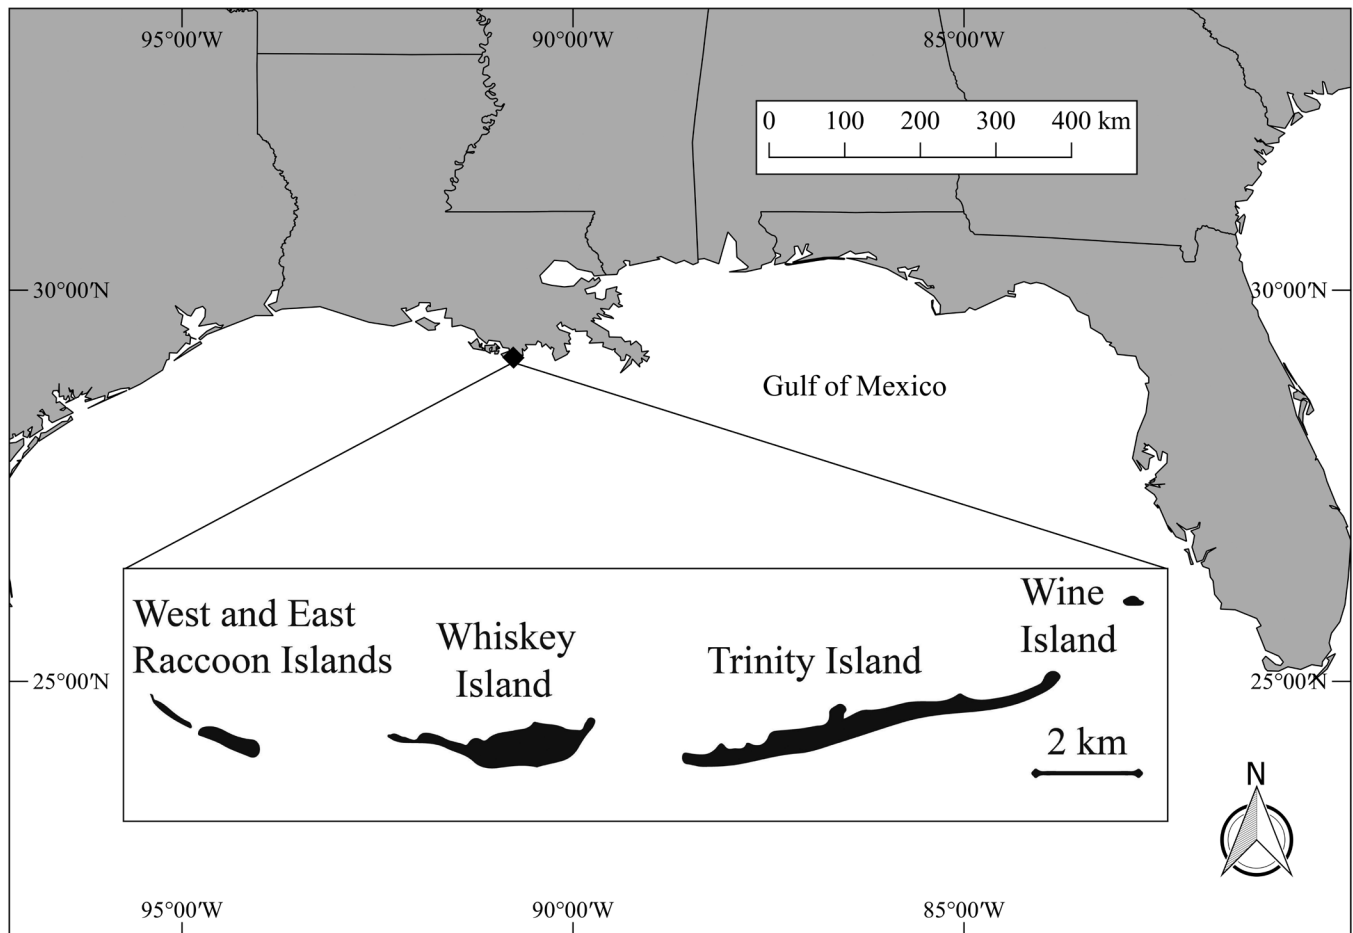 95°00′W 90°00′W 85°00′W
0 100 200 300 400 km
30°00′N 30°00′N
Gulf of Mexico
West and East
Raccoon Islands
Whiskey
Island
Trinity Island
Wine
Island
25°00′N 25°00′N
2 km
N
95°00′W 90°00′W 85°00′W